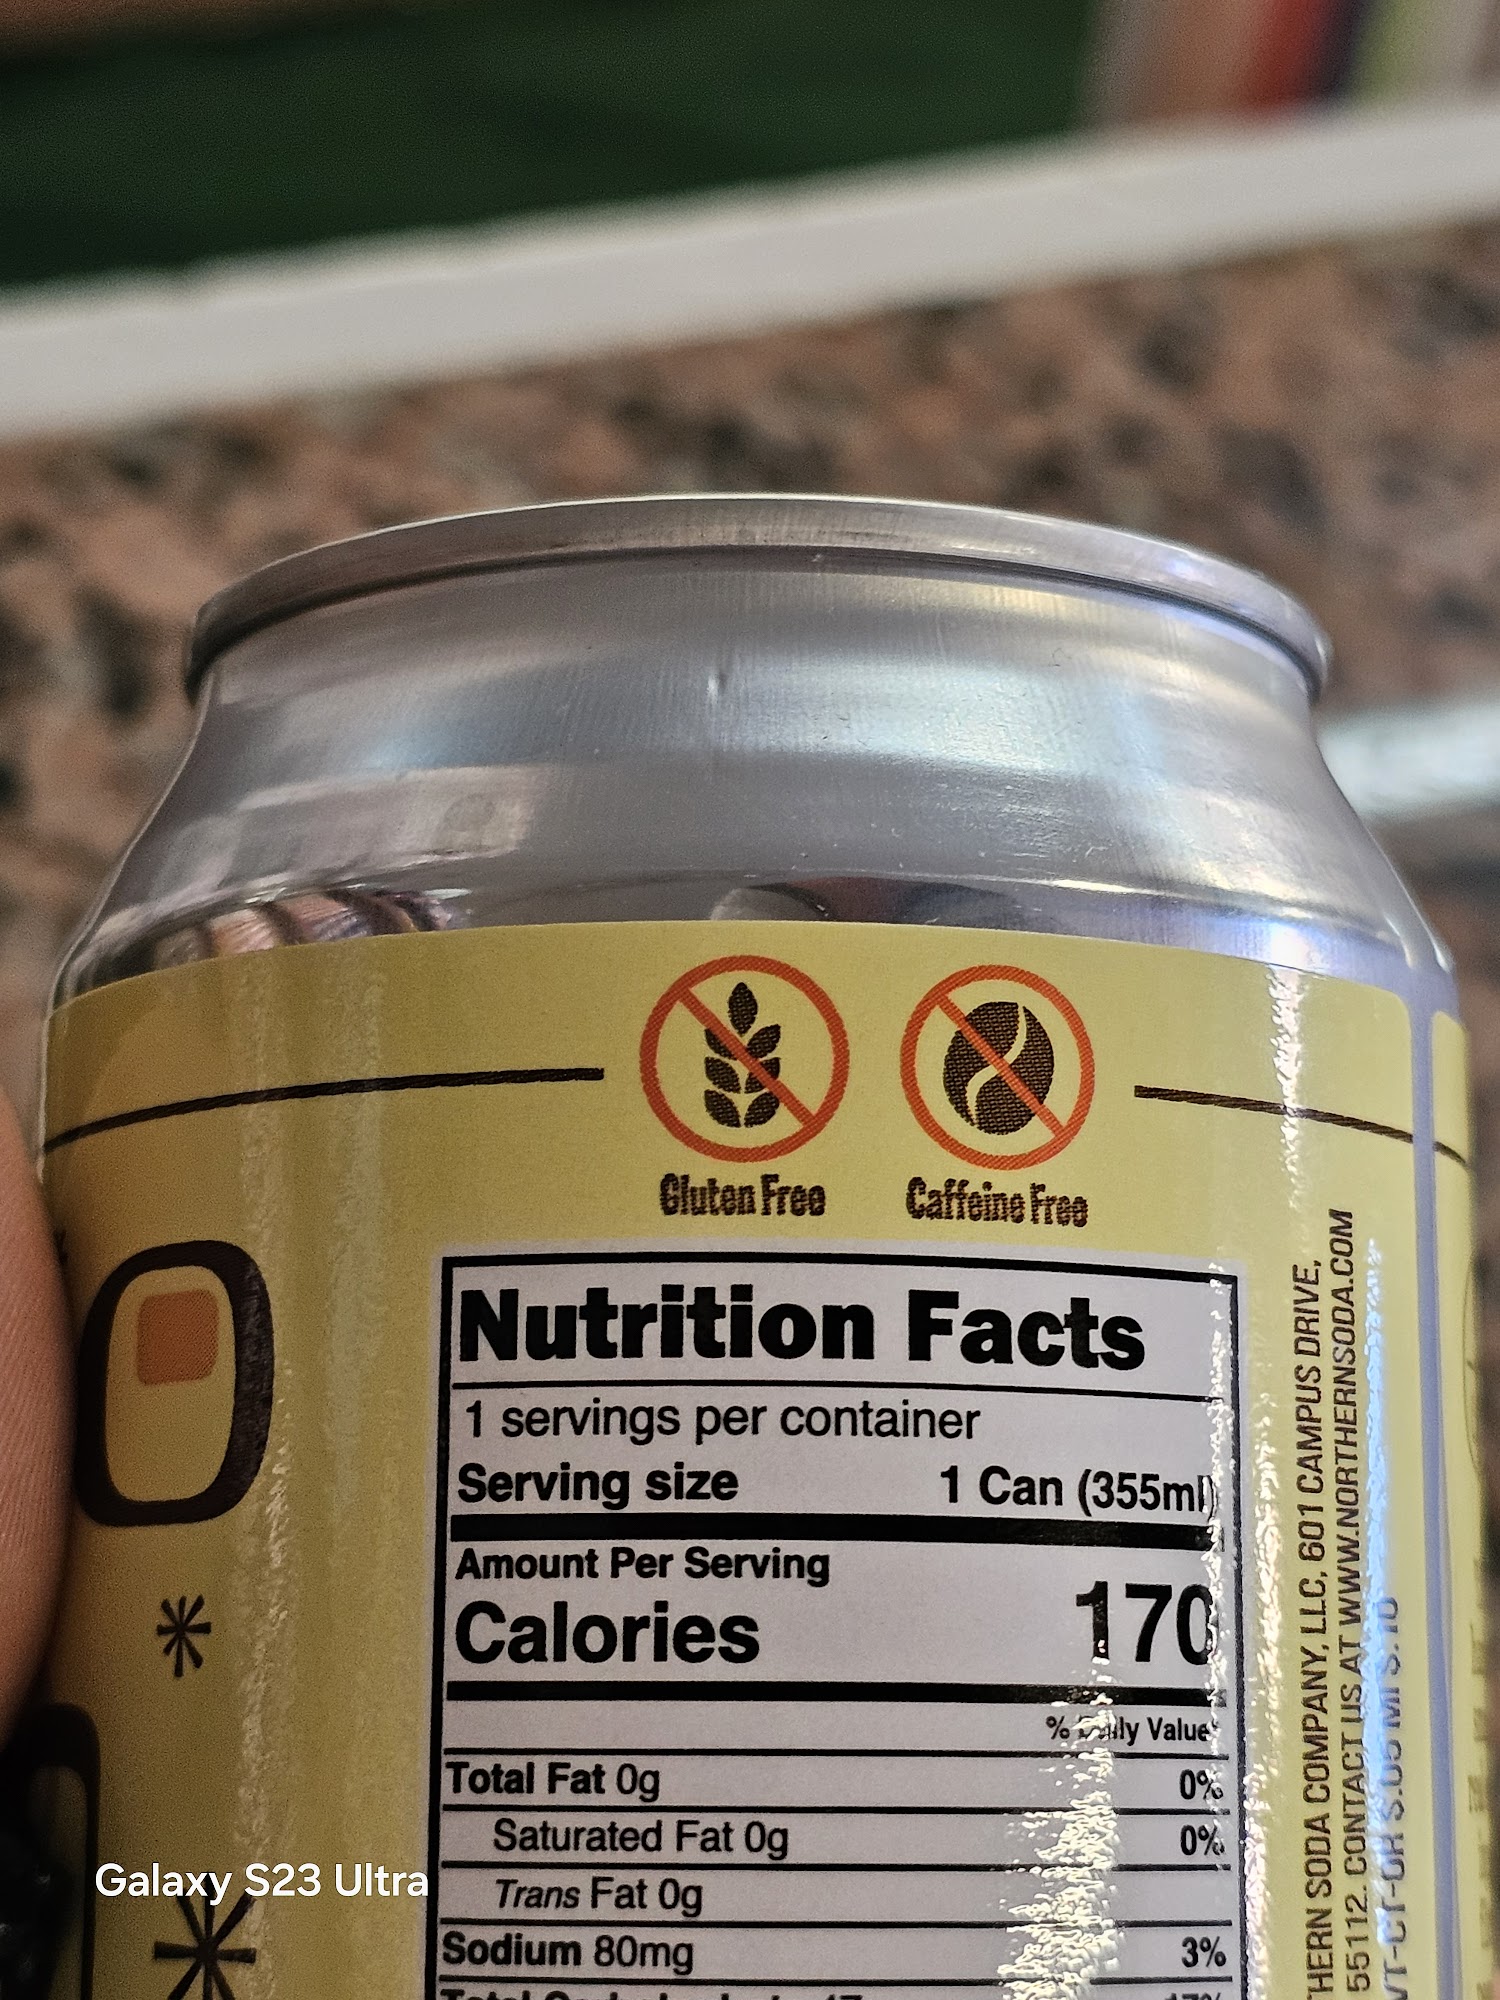 Gluten Free
Caffeine Free
Nutrition Facts
1 servings per container
Serving size 1 Can (355ml)
Amount Per Serving
Calories 170
% Daily Value*
Total Fat 0g 0%
Saturated Fat 0g 0%
Trans Fat 0g
Sodium 80mg 3%
THERN SODA COMPANY, LLC, 601 CAMPUS DRIVE,
55112. CONTACT US AT WWW.NORTHERNSODA.COM
Galaxy S23 Ultra